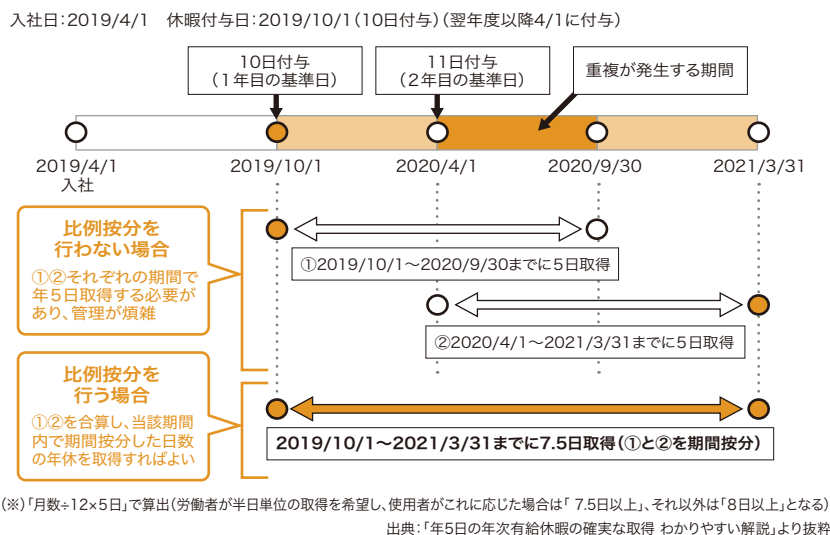 入社日:2019/4/1　休暇付与日:2019/10/1(10日付与)(翌年度以降4/1に付与)
10日付与
(1年目の基準日)
11日付与
(2年目の基準日)
重複が発生する期間
2019/4/1
入社
2019/10/1
2020/4/1
2020/9/30
2021/3/31
比例按分を
行わない場合
①②それぞれの期間で
年5日取得する必要が
あり、管理が煩雑
①2019/10/1～2020/9/30までに5日取得
②2020/4/1～2021/3/31までに5日取得
比例按分を
行う場合
①②を合算し、当該期間
内で期間按分した日数
の年休を取得すればよい
2019/10/1～2021/3/31までに7.5日取得(①と②を期間按分)
(※)「月数÷12×5日」で算出(労働者が半日単位の取得を希望し、使用者がこれに応じた場合は「 7.5日以上」、それ以外は「8日以上」となる)
出典:「年5日の年次有給休暇の確実な取得 わかりやすい解説」より抜粋